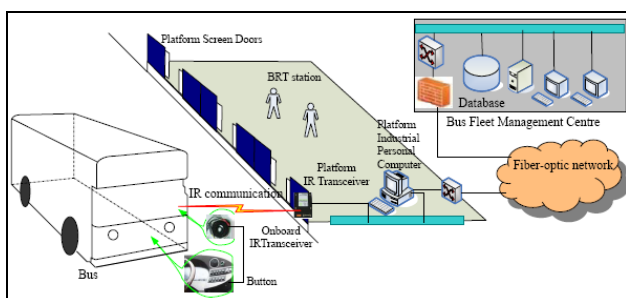 Platform Screen Doors
BRT station
Database
Bus Fleet Management Centre
Platform
Industrial
Personal
Computer
Platform
IR Transceiver
Fiber-optic network
IR communication
Onboard
IRTransceiver
Bus
Button